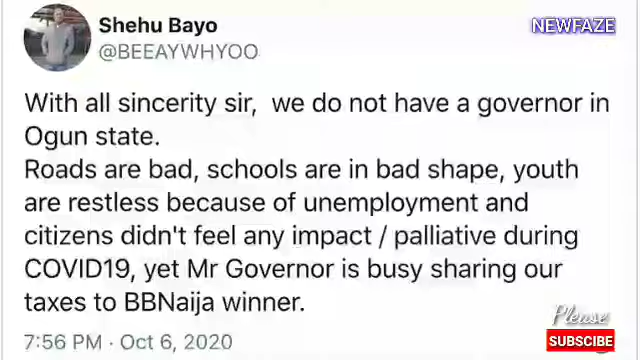 Shehu Bayo
NEWFAZE
@BEEAYWHYOO
With all sincerity sir, we do not have a governor in
Ogun state.
Roads are bad, schools are in bad shape, youth
are restless because of unemployment and
citizens didn't feel any impact / palliative during
COVID19, yet Mr Governor is busy sharing our
taxes to BBNaija winner.
7:56 PM · Oct 6, 2020
Please
SUBSCRIBE